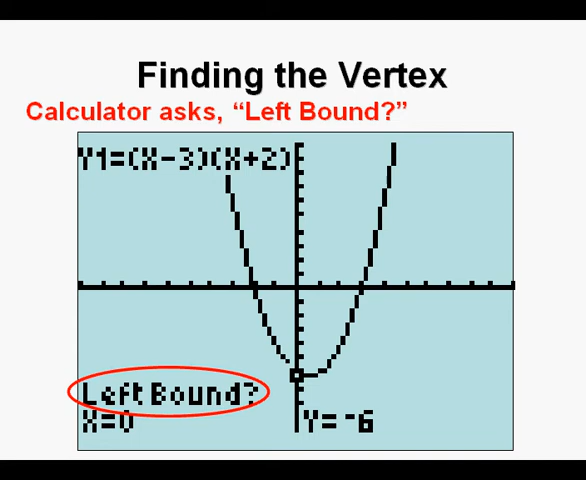 Finding the Vertex
Calculator asks, “Left Bound?”
Y1=(X-3)(X+2)
Left Bound?
X=0 Y=-6